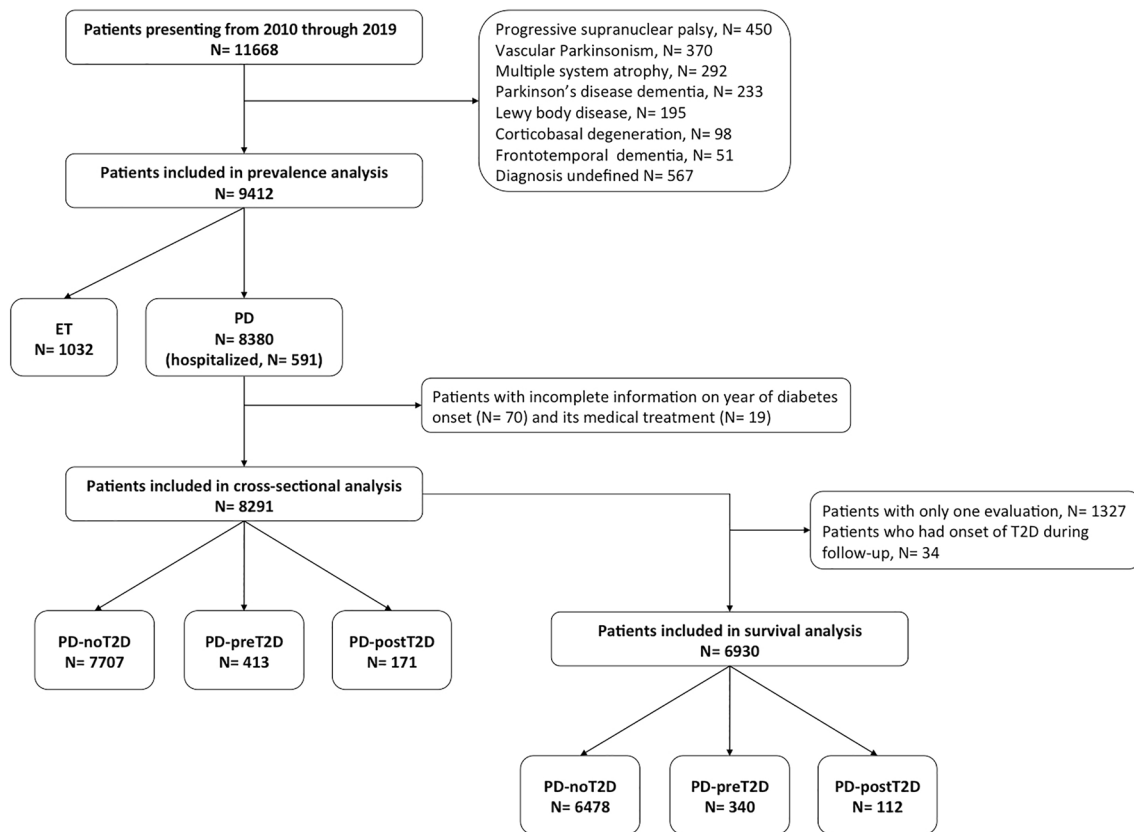 Patients presenting from 2010 through 2019
N= 11668
Progressive supranuclear palsy, N= 450
Vascular Parkinsonism, N= 370
Multiple system atrophy, N= 292
Parkinson's disease dementia, N= 233
Lewy body disease, N= 195
Corticobasal degeneration, N= 98
Frontotemporal dementia, N= 51
Diagnosis undefined N= 567
Patients included in prevalence analysis
N= 9412
ET
N= 1032
PD
N= 8380
(hospitalized, N= 591)
Patients with incomplete information on year of diabetes
onset (N= 70) and its medical treatment (N= 19)
Patients included in cross-sectional analysis
N= 8291
Patients with only one evaluation, N= 1327
Patients who had onset of T2D during
follow-up, N= 34
PD-noT2D
N= 7707
PD-preT2D
N= 413
PD-postT2D
N= 171
Patients included in survival analysis
N= 6930
PD-noT2D
N= 6478
PD-preT2D
N= 340
PD-postT2D
N= 112